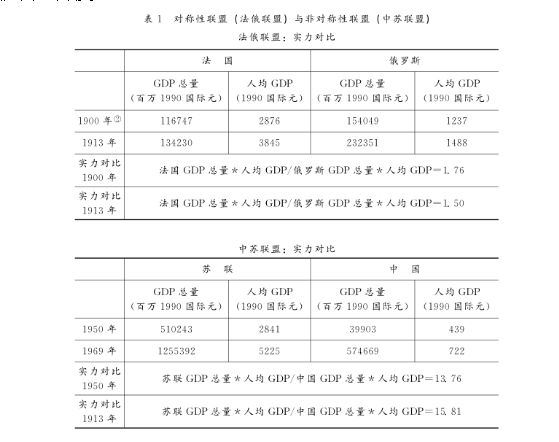 表 1 对称性联盟（法俄联盟）与非对称性联盟（中苏联盟）
法俄联盟：实力对比
法 国 俄罗斯
GDP 总量 人均 GDP GDP 总量 人均 GDP
（百万 1990 国际元） （1990 国际元） （百万 1990 国际元） （1990 国际元）
1900 年② 116747 2876 154049 1237
1913 年 134230 3845 232351 1488
实力对比
1900 年
法国 GDP 总量＊人均 GDP/俄罗斯 GDP 总量＊人均 GDP＝1.76
实力对比
1913 年
法国 GDP 总量＊人均 GDP/俄罗斯 GDP 总量＊人均 GDP＝1.50
中苏联盟：实力对比
苏 联 中 国
GDP 总量 人均 GDP GDP 总量 人均 GDP
（百万 1990 国际元） （1990 国际元） （百万 1990 国际元） （1990 国际元）
1950 年 510243 2841 39903 439
1969 年 1255392 5225 574669 722
实力对比
1950 年
苏联 GDP 总量＊人均 GDP/中国 GDP 总量＊人均 GDP＝13.76
实力对比
1913 年
苏联 GDP 总量＊人均 GDP/中国 GDP 总量＊人均 GDP＝15.81